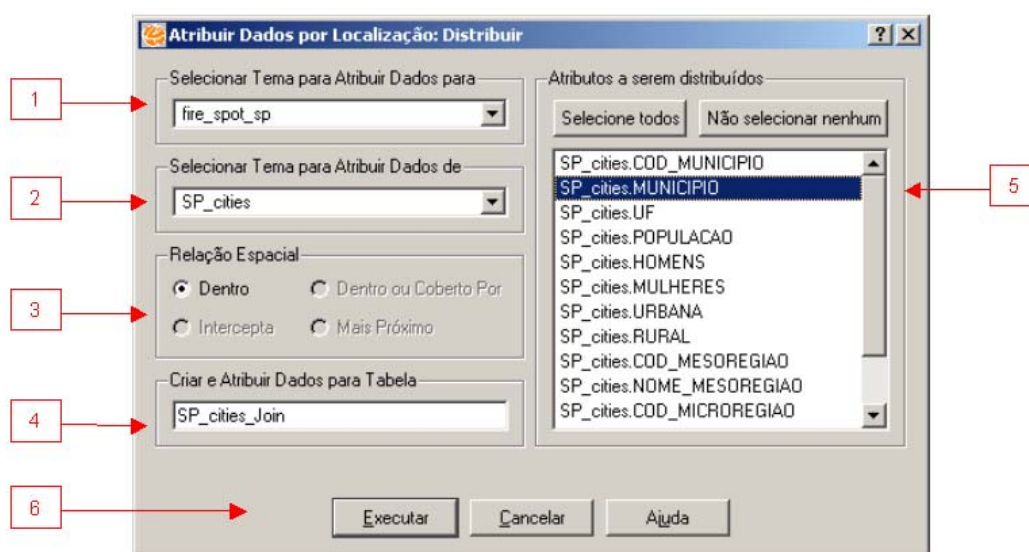 Atribuir Dados por Localização: Distribuir
1
Selecionar Tema para Atribuir Dados para
fire_spot_sp
2
Selecionar Tema para Atribuir Dados de
SP_cities
3
Relação Espacial
Dentro
Dentro ou Coberto Por
Intercepta
Mais Próximo
4
Criar e Atribuir Dados para Tabela
SP_cities_Join
Atributos a serem distribuídos
Selecione todos
Não selecionar nenhum
SP_cities.COD_MUNICIPIO
SP_cities.MUNICIPIO
SP_cities.UF
SP_cities.POPULACAO
SP_cities.HOMENS
SP_cities.MULHERES
SP_cities.URBANA
SP_cities.RURAL
SP_cities.COD_MESOREGIAO
SP_cities.NOME_MESOREGIAO
SP_cities.COD_MICROREGIAO
5
6
Executar
Cancelar
Ajuda